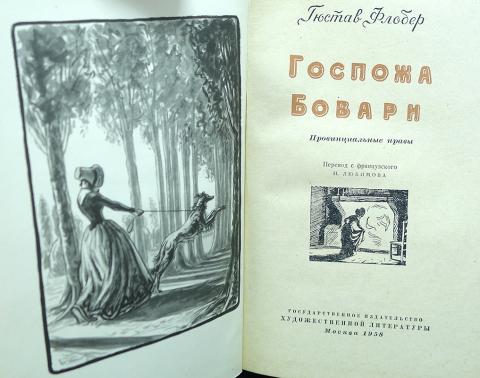 Гюстав Флобер
ГОСПОЖА
БОВАРИ
Провинциальные нравы
Перевод с французского
Н. ЛЮБИМОВА
ГОСУДАРСТВЕННОЕ ИЗДАТЕЛЬСТВО
ХУДОЖЕСТВЕННОЙ ЛИТЕРАТУРЫ
Москва 1958